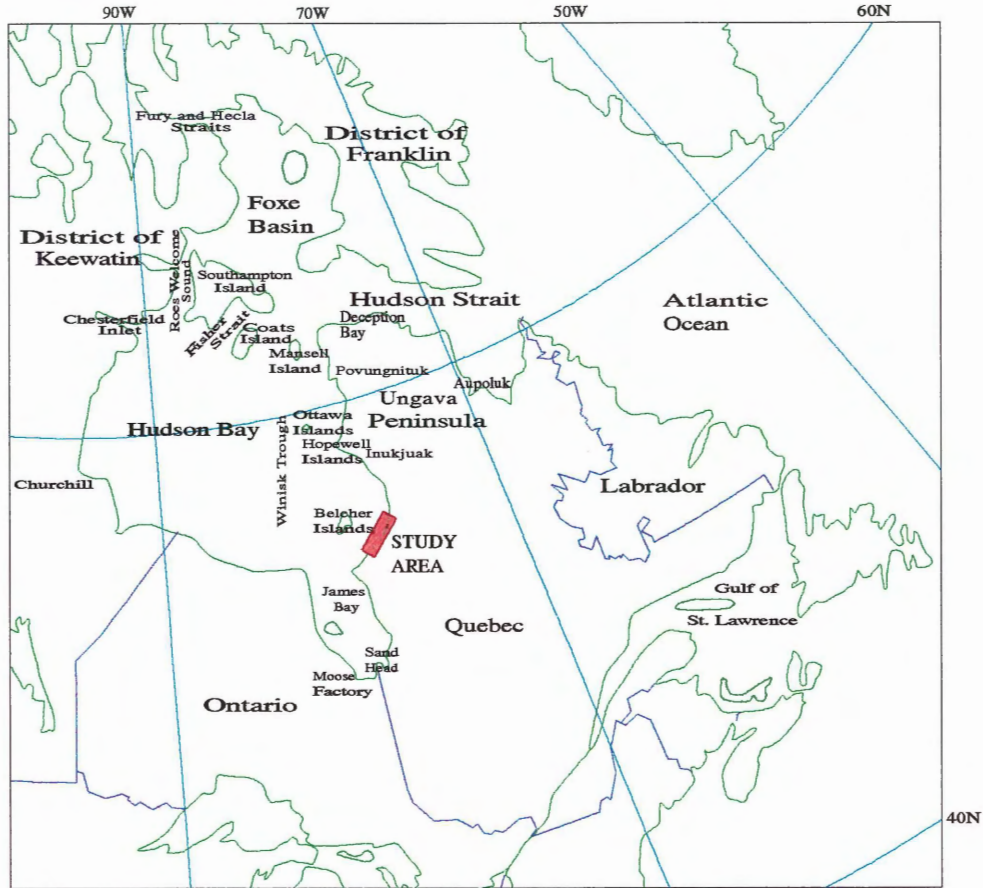 90W
70W
50W
60N
Fury and Hecla
Straits
District of
Franklin
Foxe
Basin
District of
Keewatin
Roes Welcome
Sound
Southampton
Island
Hudson Strait
Atlantic
Ocean
Chesterfield
Inlet
Fisher
Strait
Coats
Island
Deception
Bay
Mansell
Island
Povungnituk
Aupoluk
Ungava
Peninsula
Hudson Bay
Winisk Trough
Ottawa
Islands
Hopewell
Islands
Inukjuak
Churchill
Labrador
Belcher
Islands
STUDY
AREA
James
Bay
Gulf of
St. Lawrence
Quebec
Sand
Head
Moose
Factory
Ontario
40N